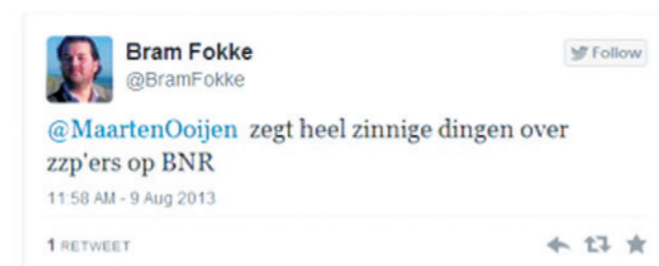 Bram Fokke
Follow
@BramFokke
@MaartenOoijen zegt heel zinnige dingen over
zzp'ers op BNR
11:58 AM - 9 Aug 2013
1 RETWEET